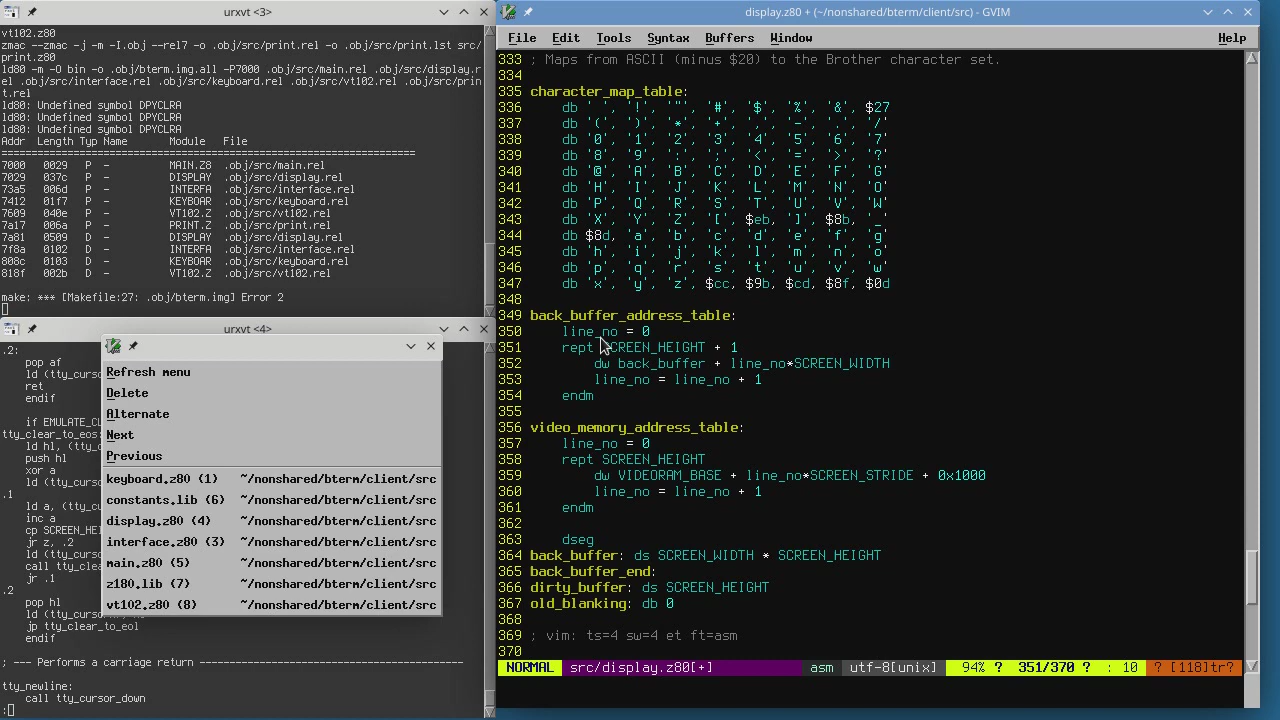 urxvt <3>
vt102.z80
zmac --zmac -j -m -I.obj --rel7 -o .obj/src/print.rel -o .obj/src/print.lst src/
print.z80
ld80 -m -O bin -o .obj/bterm.img.all -P7000 .obj/src/main.rel .obj/src/display.r
el .obj/src/interface.rel .obj/src/keyboard.rel .obj/src/vt102.rel .obj/src/prin
t.rel
ld80: Undefined symbol DPYCLRA
ld80: Undefined symbol DPYCLRA
ld80: Undefined symbol DPYCLRA
Addr  Length Typ Name       Module   File
================================================================
7000  0029  P  -          MAIN.Z8  .obj/src/main.rel
7029  037c  P  -          DISPLAY  .obj/src/display.rel
73a5  006d  P  -          INTERFA  .obj/src/interface.rel
7412  01f7  P  -          KEYBOAR  .obj/src/keyboard.rel
7609  040e  P  -          VT102.Z  .obj/src/vt102.rel
7a17  006a  P  -          PRINT.Z  .obj/src/print.rel
7a81  0509  D  -          DISPLAY  .obj/src/display.rel
7f8a  0102  D  -          INTERFA  .obj/src/interface.rel
808c  0103  D  -          KEYBOAR  .obj/src/keyboard.rel
818f  002b  D  -          VT102.Z  .obj/src/vt102.rel
make: *** [Makefile:27: .obj/bterm.img] Error 2
urxvt <4>
.2:
pop af
ld (tty_curso
ret
endif
if EMULATE_CL
tty_clear_to_eos:
ld hl, (tty_cu
push hl
xor a
ld (tty_cu
.1
ld a, (tty_cu
inc a
cp SCREEN_HEI
jr z, .2
ld (tty_cu
call tty_clea
jr .1
.2
pop hl
ld (tty_cursorx), hl
jp tty_clear_to_eol
endif
; --- Performs a carriage return ------------------------------------------
tty_newline:
call tty_cursor_down
:
Refresh menu
Delete
Alternate
Next
Previous
keyboard.z80 (1)   ~/nonshared/bterm/client/src
constants.lib (6)   ~/nonshared/bterm/client/src
display.z80 (4)   ~/nonshared/bterm/client/src
interface.z80 (3)   ~/nonshared/bterm/client/src
main.z80 (5)   ~/nonshared/bterm/client/src
z180.lib (7)   ~/nonshared/bterm/client/src
vt102.z80 (8)   ~/nonshared/bterm/client/src
display.z80 + (~/nonshared/bterm/client/src) - GVIM
File Edit Tools Syntax Buffers Window Help
333 ; Maps from ASCII (minus $20) to the Brother character set.
334
335 character_map_table:
336     db ' ', '!', '"', '#', '$', '%', '&', $27
337     db '(', ')', '*', '+', ',', '-', '.', '/'
338     db '0', '1', '2', '3', '4', '5', '6', '7'
339     db '8', '9', ':', ';', '<', '=', '>', '?'
340     db '@', 'A', 'B', 'C', 'D', 'E', 'F', 'G'
341     db 'H', 'I', 'J', 'K', 'L', 'M', 'N', 'O'
342     db 'P', 'Q', 'R', 'S', 'T', 'U', 'V', 'W'
343     db 'X', 'Y', 'Z', '[', $eb, ']', $8b, '_'
344     db $8d, 'a', 'b', 'c', 'd', 'e', 'f', 'g'
345     db 'h', 'i', 'j', 'k', 'l', 'm', 'n', 'o'
346     db 'p', 'q', 'r', 's', 't', 'u', 'v', 'w'
347     db 'x', 'y', 'z', $cc, $9b, $cd, $8f, $0d
348
349 back_buffer_address_table:
350     line_no = 0
351     rept SCREEN_HEIGHT + 1
352         dw back_buffer + line_no*SCREEN_WIDTH
353         line_no = line_no + 1
354     endm
355
356 video_memory_address_table:
357     line_no = 0
358     rept SCREEN_HEIGHT
359         dw VIDEORAM_BASE + line_no*SCREEN_STRIDE + 0x1000
360         line_no = line_no + 1
361     endm
362
363     dseg
364 back_buffer: ds SCREEN_WIDTH * SCREEN_HEIGHT
365 back_buffer_end:
366 dirty_buffer: ds SCREEN_HEIGHT
367 old_blanking: db 0
368
369 ; vim: ts=4 sw=4 et ft=asm
370
NORMAL src/display.z80[+] asm utf-8[unix] 94% ? 351/370 ? : 10 ? [118]tr?